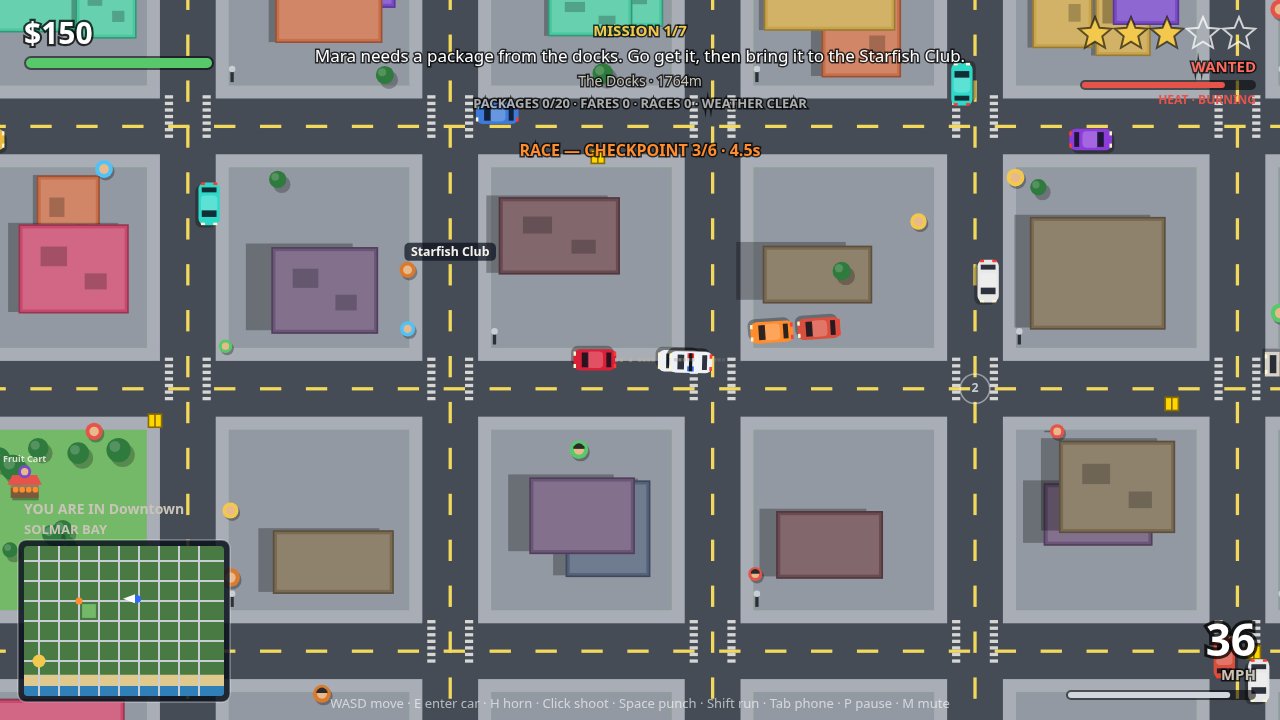 $150
MISSION 1/7
Mara needs a package from the docks. Go get it, then bring it to the Starfish Club.
The Docks · 1764m
PACKAGES 0/20 · FARES 0 · RACES 0 · WEATHER CLEAR
RACE — CHECKPOINT 3/6 · 4.5s
WANTED
HEAT · BURNING
Starfish Club
2
Fruit Cart
YOU ARE IN Downtown
SOLMAR BAY
36
MPH
WASD move · E enter car · H horn · Click shoot · Space punch · Shift run · Tab phone · P pause · M mute